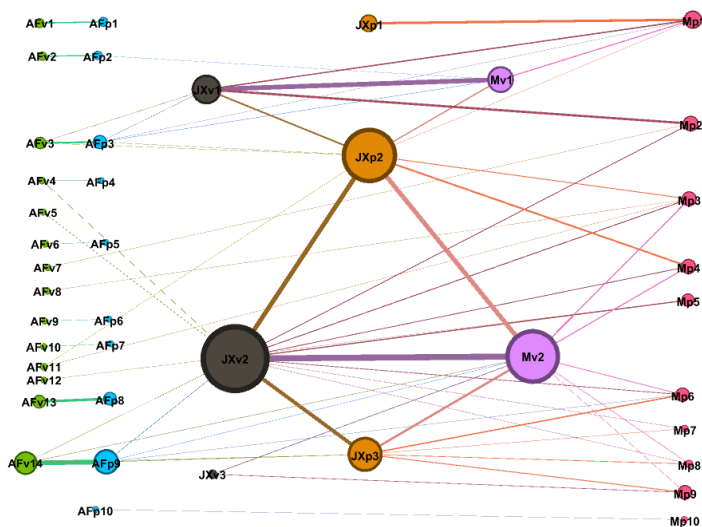 AFv1 AFp1 JXp1 Mp1
AFv2 AFp2
JXv1 Mv1
Mp2
AFv3 AFp3
JXp2
AFv4 AFp4
Mp3
AFv5
AFv6 AFp5
AFv7 Mp4
AFv8
Mp5
AFv9 AFp6
AFv10 AFp7
JXv2 Mv2
AFv11
AFv12
Mp6
AFv13 AFp8
Mp7
JXp3
AFv14 AFp9 Mp8
JXv3
Mp9
AFp10 Mp10